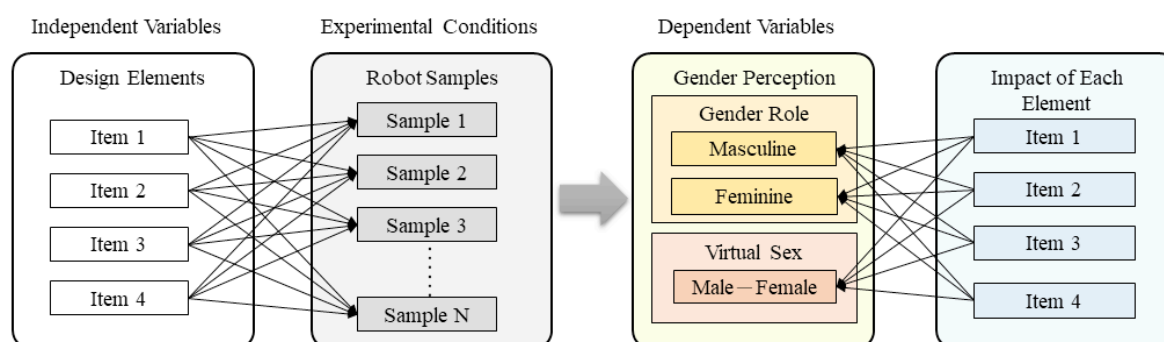 Independent Variables
Experimental Conditions
Dependent Variables
Design Elements
Item 1
Item 2
Item 3
Item 4
Robot Samples
Sample 1
Sample 2
Sample 3
Sample N
Gender Perception
Gender Role
Masculine
Feminine
Virtual Sex
Male－Female
Impact of Each
Element
Item 1
Item 2
Item 3
Item 4